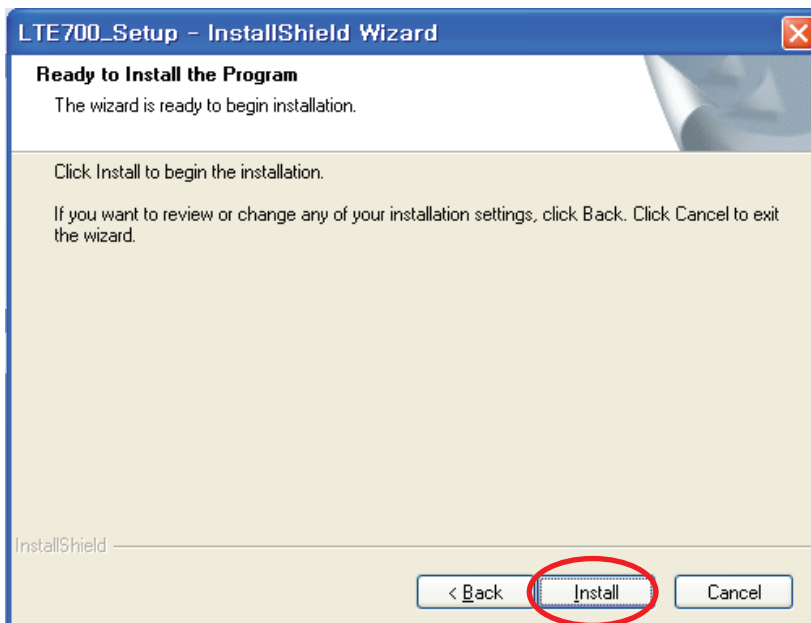 LTE700_Setup - InstallShield Wizard
Ready to Install the Program
The wizard is ready to begin installation.
Click Install to begin the installation.
If you want to review or change any of your installation settings, click Back. Click Cancel to exit
the wizard.
InstallShield
< Back Install Cancel